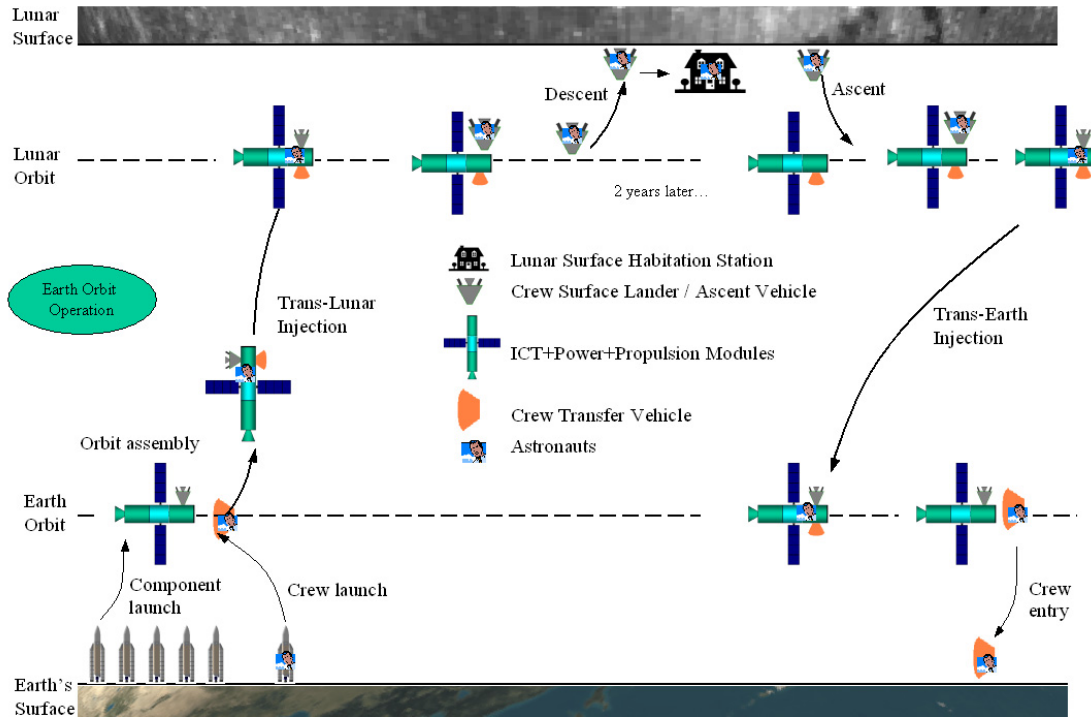 Lunar
Surface
Descent
Ascent
Lunar
Orbit
2 years later...
Lunar Surface Habitation Station
Crew Surface Lander / Ascent Vehicle
Earth Orbit
Operation
Trans-Lunar
Injection
Trans-Earth
Injection
ICT+Power+Propulsion Modules
Crew Transfer Vehicle
Orbit assembly
Astronauts
Earth
Orbit
Component
launch
Crew launch
Crew
entry
Earth's
Surface